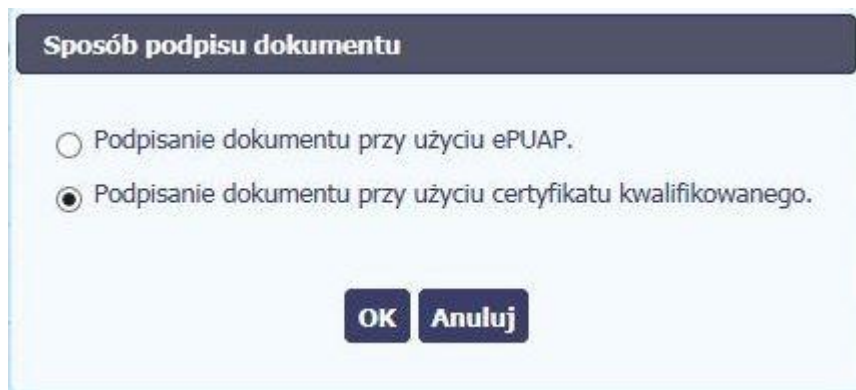 Sposób podpisu dokumentu
Podpisanie dokumentu przy użyciu ePUAP.
Podpisanie dokumentu przy użyciu certyfikatu kwalifikowanego.
OK Anuluj